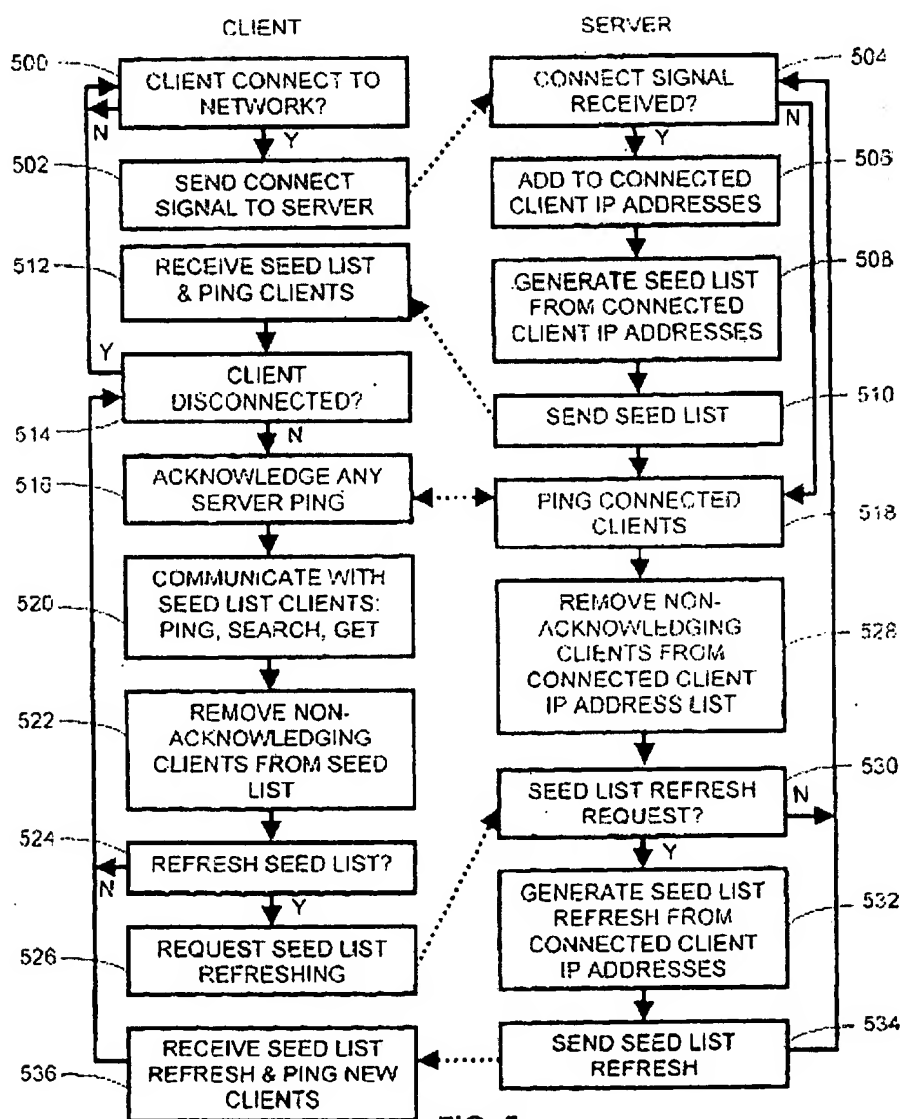 CLIENT
SERVER
500
CLIENT CONNECT TO
NETWORK?
N
Y
502
SEND CONNECT
SIGNAL TO SERVER
512
RECEIVE SEED LIST
& PING CLIENTS
Y
CLIENT
DISCONNECTED?
514
N
516
ACKNOWLEDGE ANY
SERVER PING
520
COMMUNICATE WITH
SEED LIST CLIENTS:
PING, SEARCH, GET
522
REMOVE NON-
ACKNOWLEDGING
CLIENTS FROM SEED
LIST
524
REFRESH SEED LIST?
N
Y
526
REQUEST SEED LIST
REFRESHING
536
RECEIVE SEED LIST
REFRESH & PING NEW
CLIENTS
504
CONNECT SIGNAL
RECEIVED?
N
Y
506
ADD TO CONNECTED
CLIENT IP ADDRESSES
508
GENERATE SEED LIST
FROM CONNECTED
CLIENT IP ADDRESSES
510
SEND SEED LIST
PING CONNECTED
CLIENTS
518
REMOVE NON-
ACKNOWLEDGING
CLIENTS FROM
CONNECTED CLIENT
IP ADDRESS LIST
528
530
SEED LIST REFRESH
REQUEST?
N
Y
GENERATE SEED LIST
REFRESH FROM
CONNECTED CLIENT
IP ADDRESSES
532
SEND SEED LIST
REFRESH
534